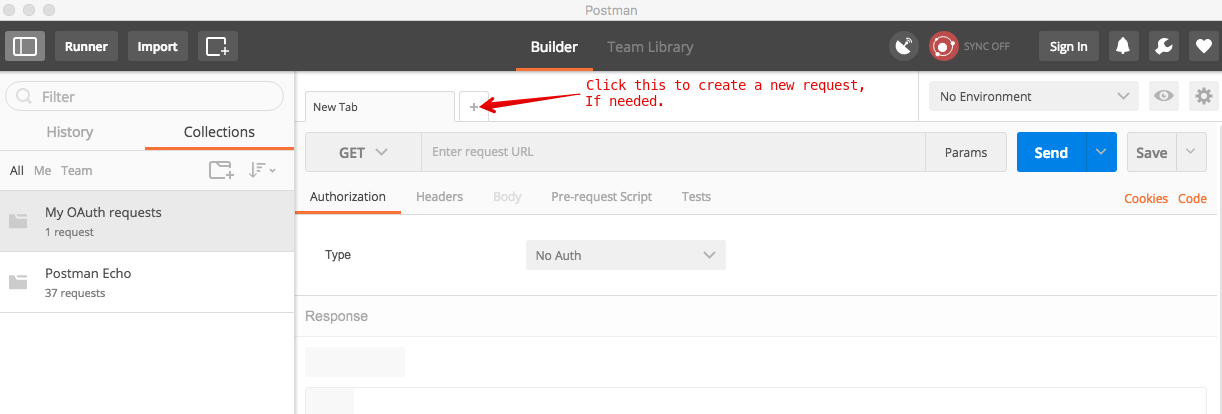 Postman
Runner
Import
Builder
Team Library
SYNC OFF
Sign In
Filter
History
Collections
All Me Team
My OAuth requests
1 request
Postman Echo
37 requests
New Tab
+
Click this to create a new request,
If needed.
No Environment
GET
Enter request URL
Params
Send
Save
Authorization
Headers
Body
Pre-request Script
Tests
Cookies
Code
Type
No Auth
Response